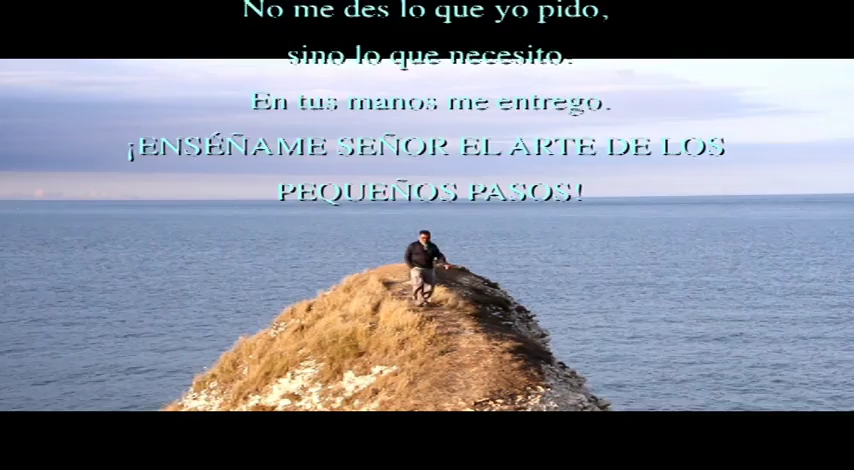 No me des lo que yo pido,
sino lo que necesito.
En tus manos me entrego.
¡ENSÉÑAME SEÑOR EL ARTE DE LOS
PEQUEÑOS PASOS!